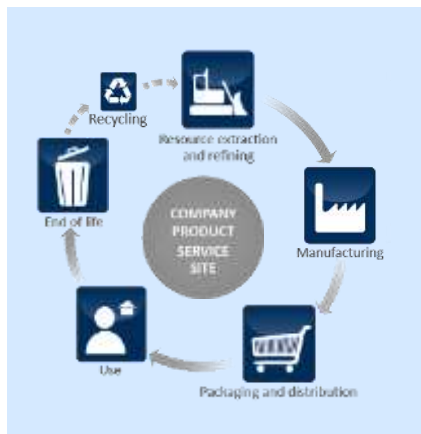 Recycling
Resource extraction
and refining
End of life
COMPANY
PRODUCT
SERVICE
SITE
Manufacturing
Use
Packaging and distribution